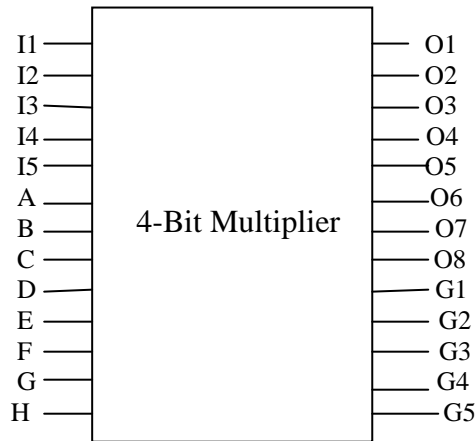 I1 O1
I2 O2
I3 O3
I4 O4
I5 O5
A O6
B 4-Bit Multiplier O7
C O8
D G1
E G2
F G3
G G4
H G5